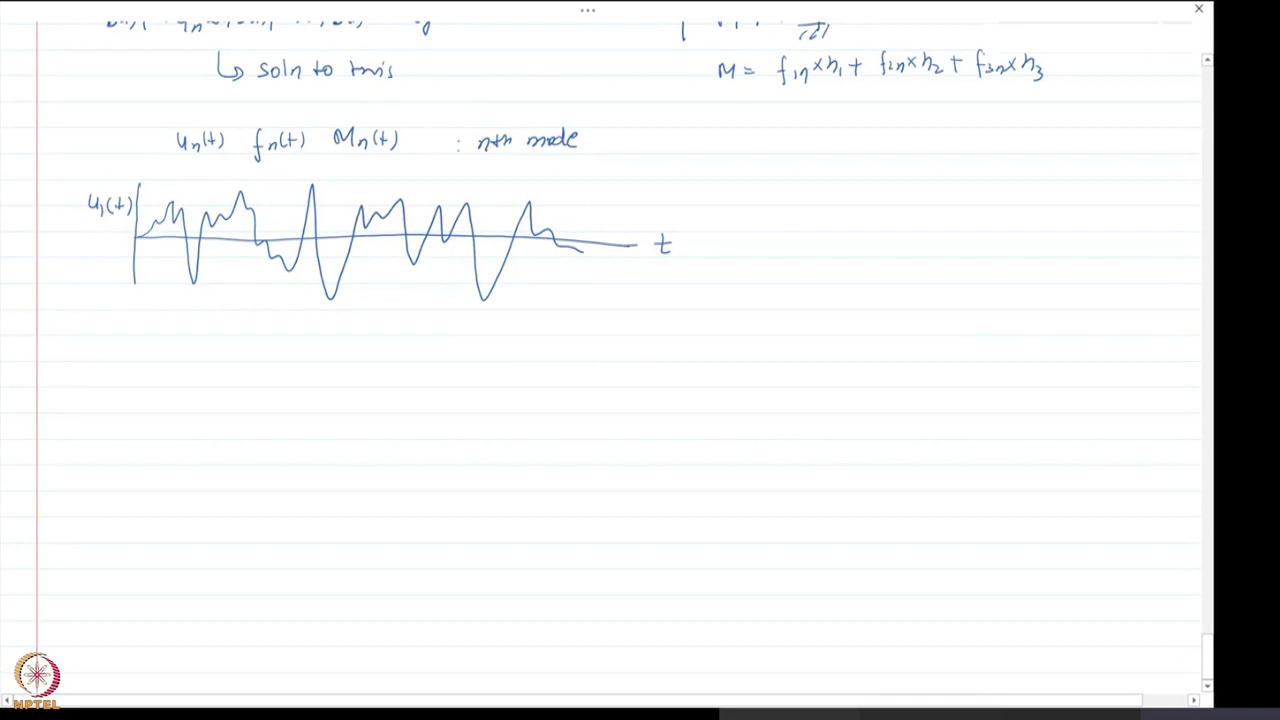 soln to this
M = f₁ₙ × h₁ + f₂ₙ × h₂ + f₃ₙ × h₃
uₙ(t) fₙ(t) Mₙ(t) : nth mode
u₁(t)
t
NPTEL